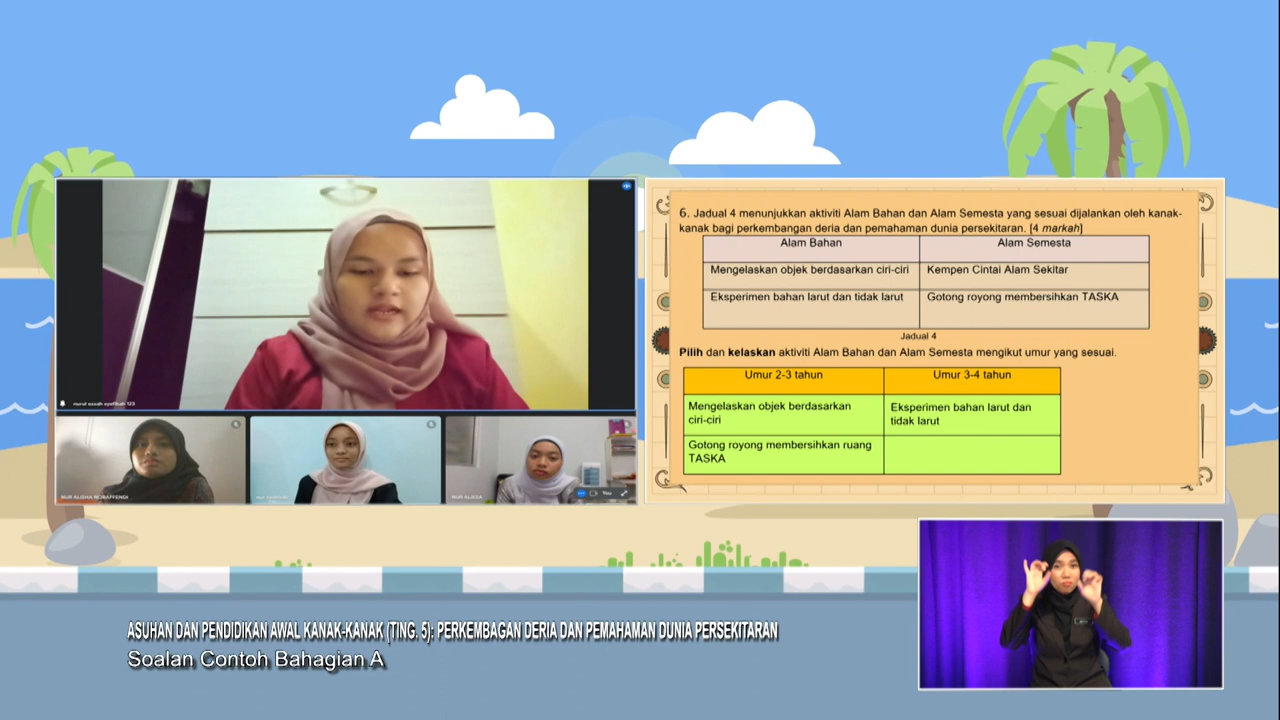 6. Jadual 4 menunjukkan aktiviti Alam Bahan dan Alam Semesta yang sesuai dijalankan oleh kanak-
kanak bagi perkembangan deria dan pemahaman dunia persekitaran. [4 markah]
Alam Bahan
Alam Semesta
Mengelaskan objek berdasarkan ciri-ciri
Kempen Cintai Alam Sekitar
Eksperimen bahan larut dan tidak larut
Gotong royong membersihkan TASKA
Jadual 4
Pilih dan kelaskan aktiviti Alam Bahan dan Alam Semesta mengikut umur yang sesuai.
Umur 2-3 tahun
Umur 3-4 tahun
Mengelaskan objek berdasarkan
ciri-ciri
Eksperimen bahan larut dan
tidak larut
Gotong royong membersihkan ruang
TASKA
NUR ALICIA
ASUHAN DAN PENDIDIKAN AWAL KANAK-KANAK (TING. 5): PERKEMBAGAN DERIA DAN PEMAHAMAN DUNIA PERSEKITARAN
Soalan Contoh Bahagian A